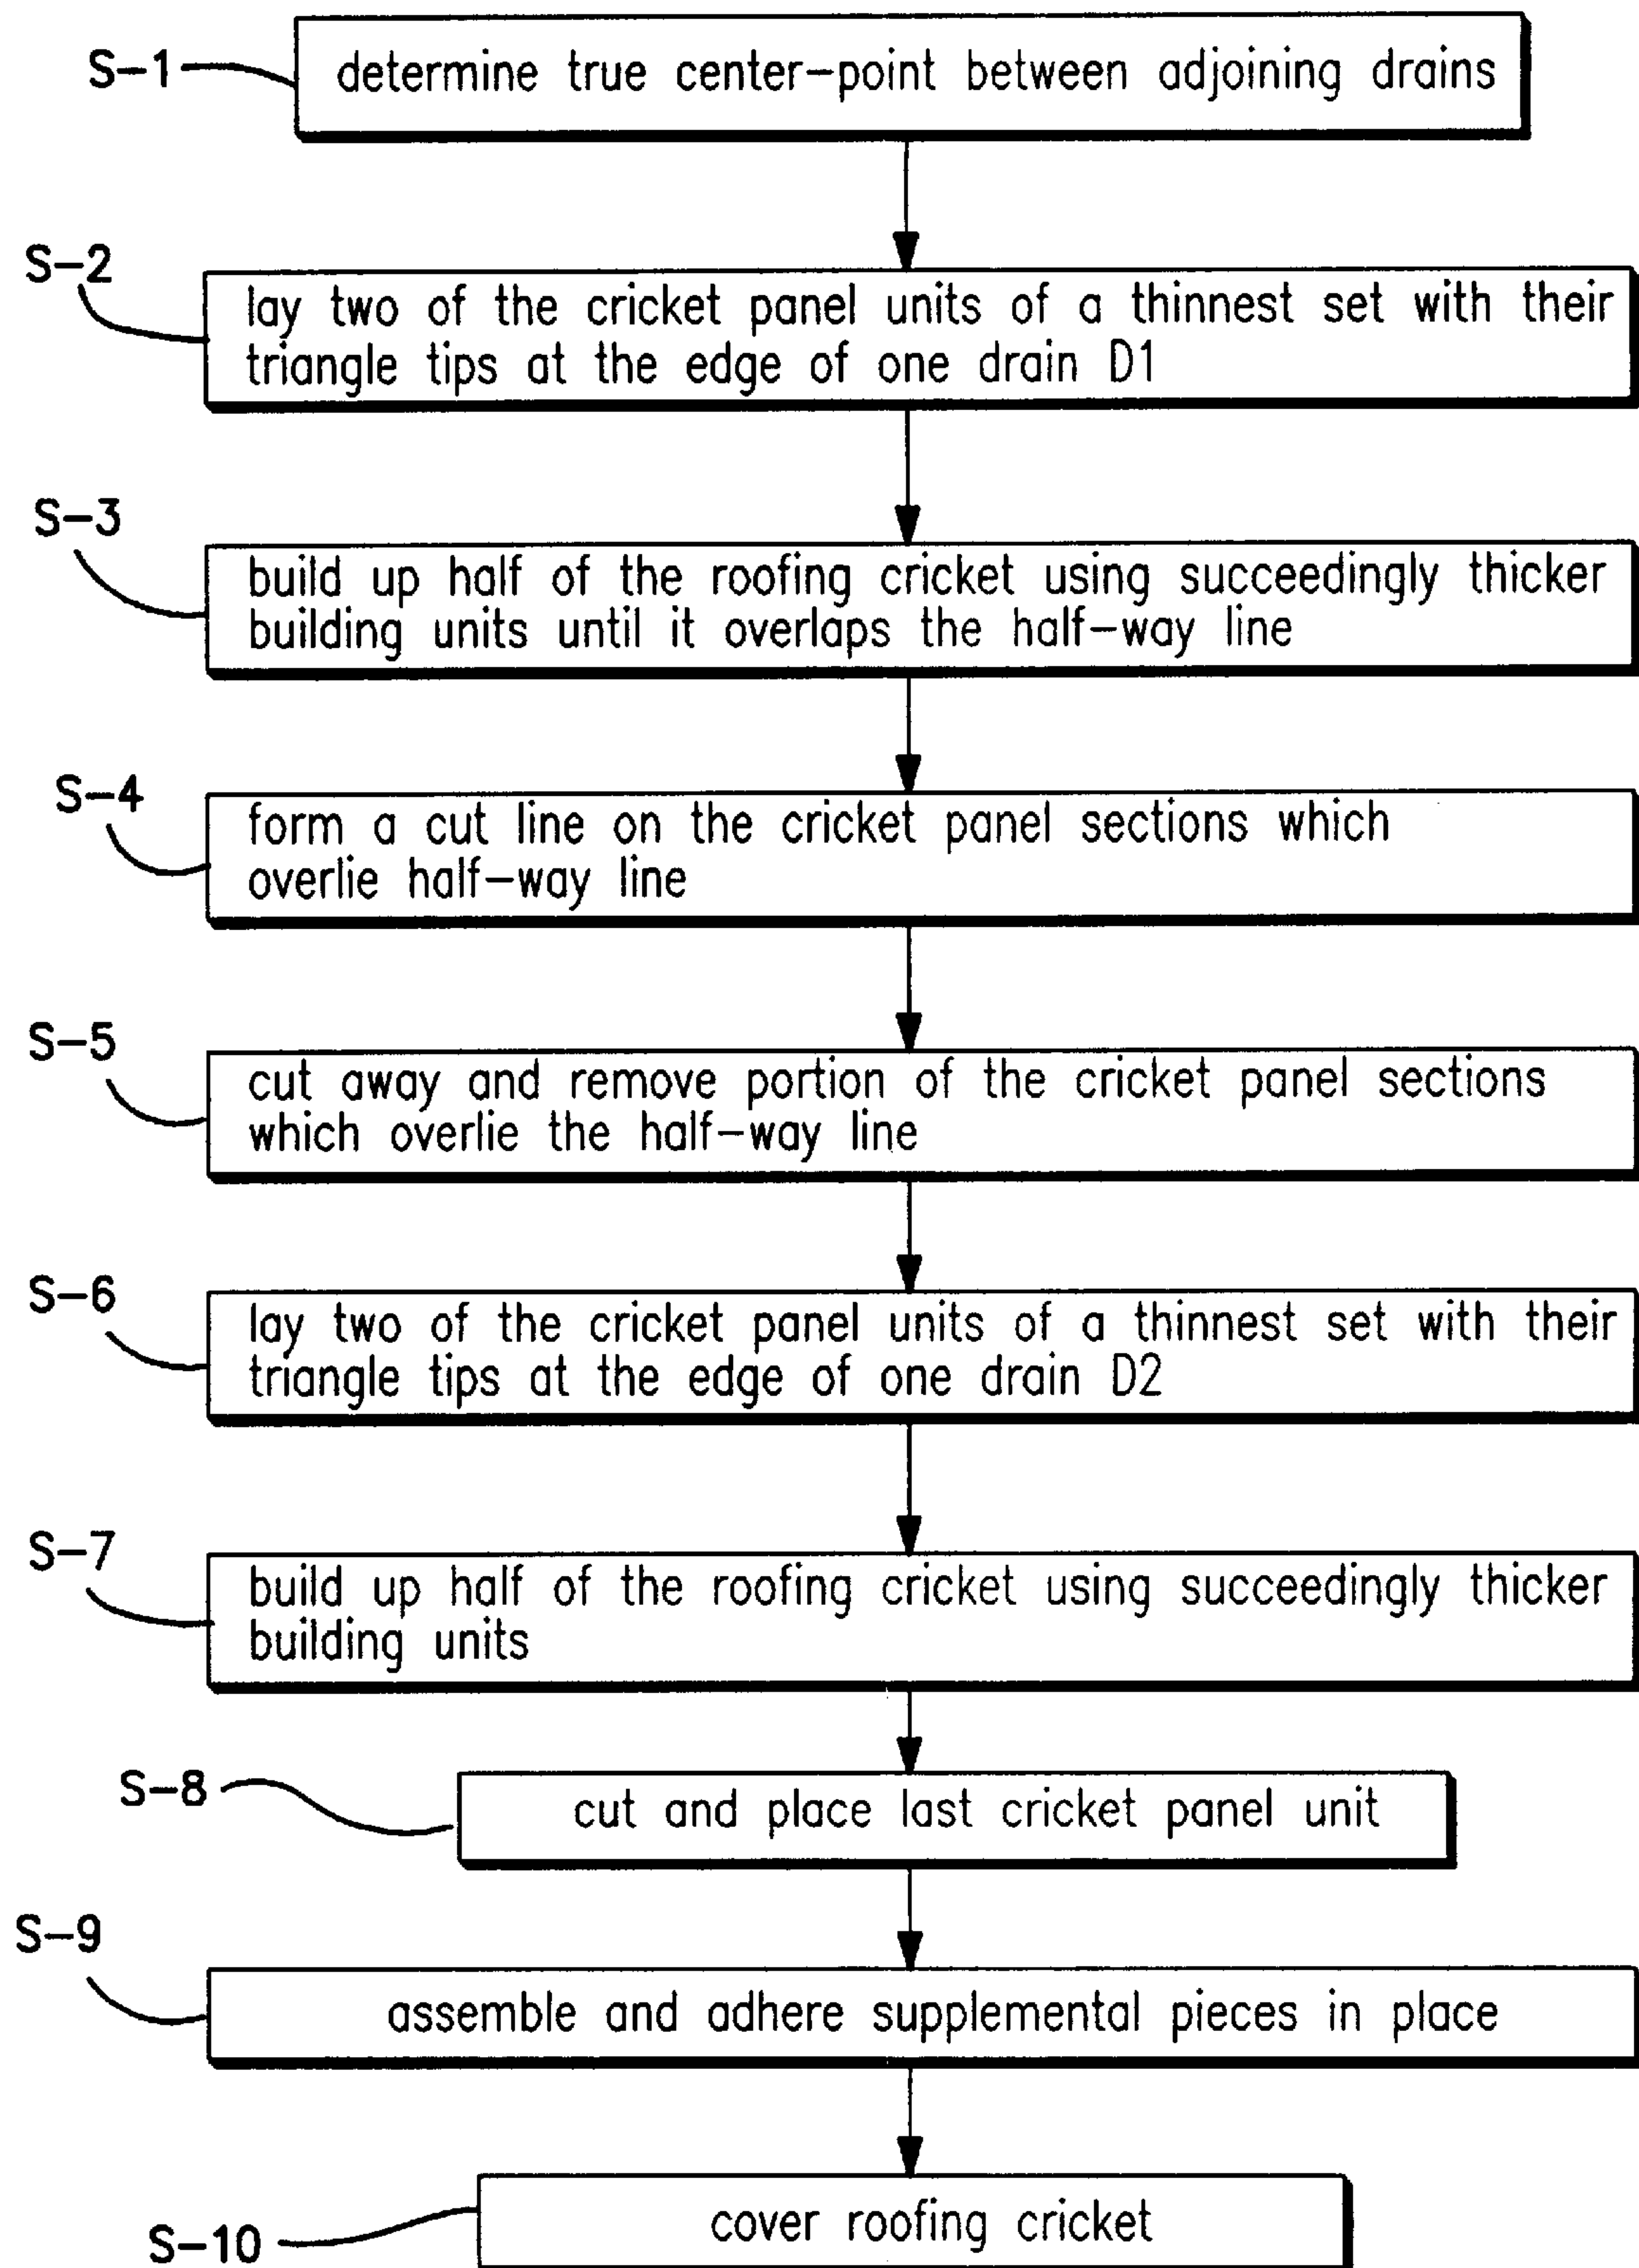 S-1
determine true center-point between adjoining drains
S-2
lay two of the cricket panel units of a thinnest set with their
triangle tips at the edge of one drain D1
S-3
build up half of the roofing cricket using succeedingly thicker
building units until it overlaps the half-way line
S-4
form a cut line on the cricket panel sections which
overlie half-way line
S-5
cut away and remove portion of the cricket panel sections
which overlie the half-way line
S-6
lay two of the cricket panel units of a thinnest set with their
triangle tips at the edge of one drain D2
S-7
build up half of the roofing cricket using succeedingly thicker
building units
S-8
cut and place last cricket panel unit
S-9
assemble and adhere supplemental pieces in place
S-10
cover roofing cricket